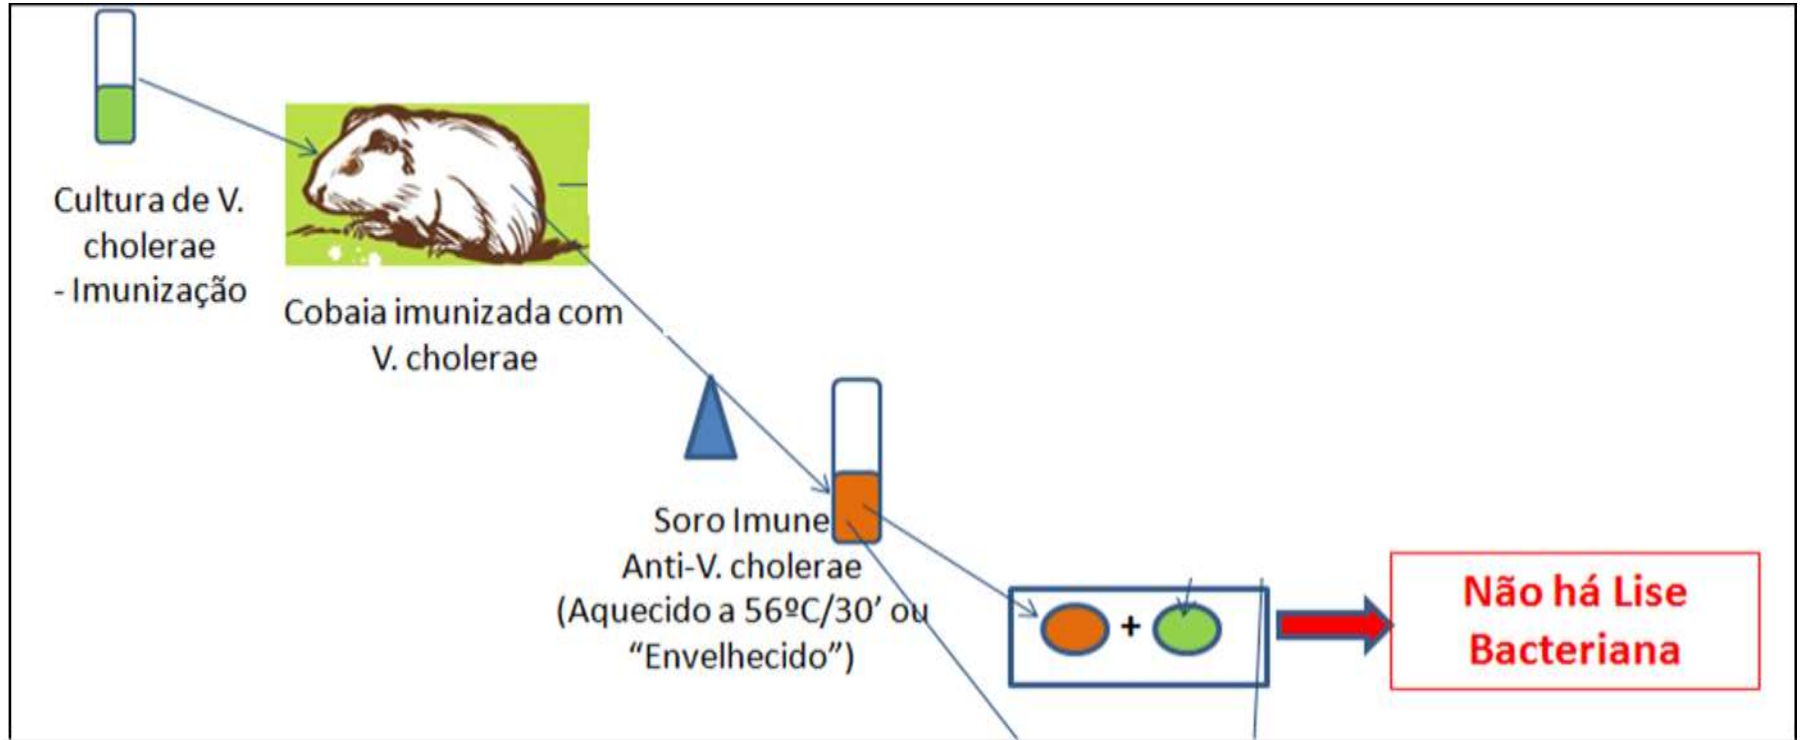 Cultura de V.
cholerae
- Imunização
Cobaia imunizada com
V. cholerae
Soro Imune
Anti-V. cholerae
(Aquecido a 56ºC/30’ ou
“Envelhecido”)
+
Não há Lise
Bacteriana